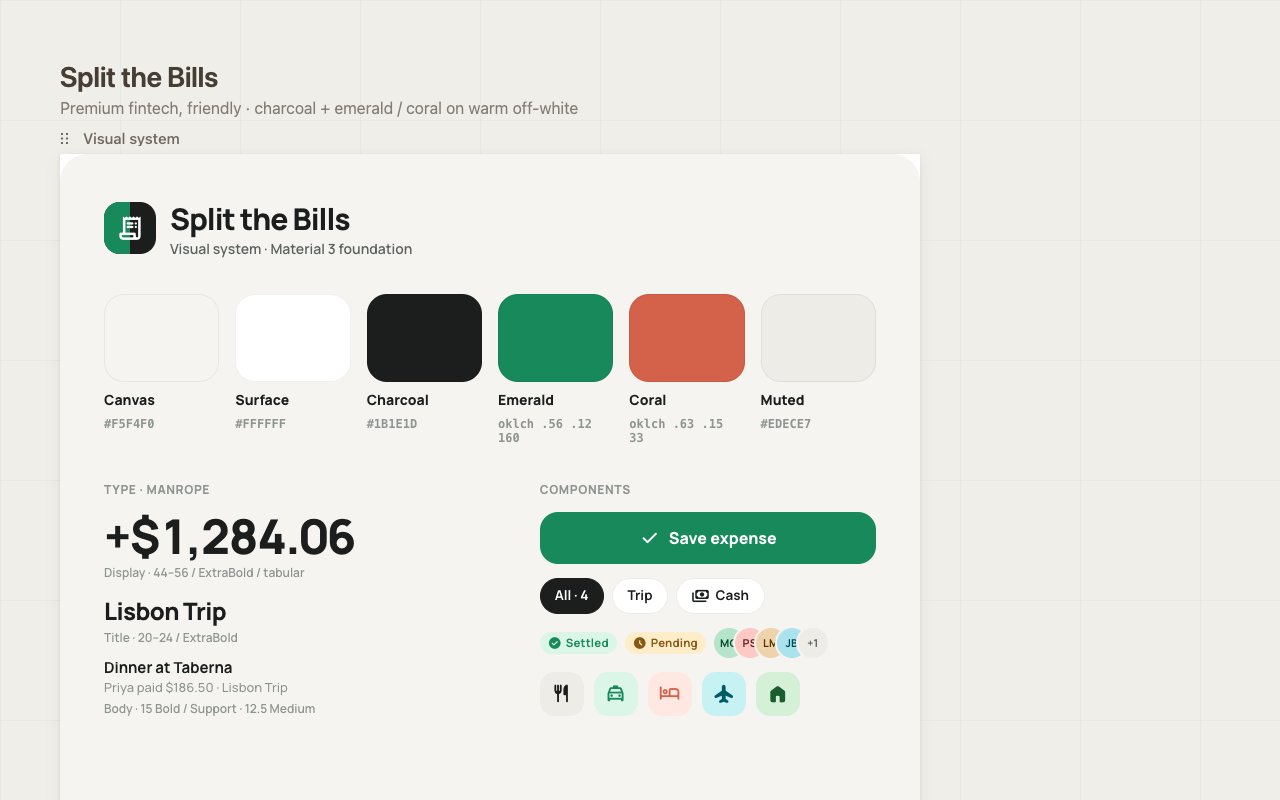 Split the Bills
Premium fintech, friendly · charcoal + emerald / coral on warm off-white
Visual system
Split the Bills
Visual system · Material 3 foundation
Canvas
#F5F4F0
Surface
#FFFFFF
Charcoal
#1B1E1D
Emerald
oklch .56 .12
160
Coral
oklch .63 .15
33
Muted
#EDECE7
TYPE · MANROPE
+$1,284.06
Display · 44–56 / ExtraBold / tabular
Lisbon Trip
Title · 20–24 / ExtraBold
Dinner at Taberna
Priya paid $186.50 · Lisbon Trip
Body · 15 Bold / Support · 12.5 Medium
COMPONENTS
Save expense
All · 4
Trip
Cash
Settled
Pending
PS
+1